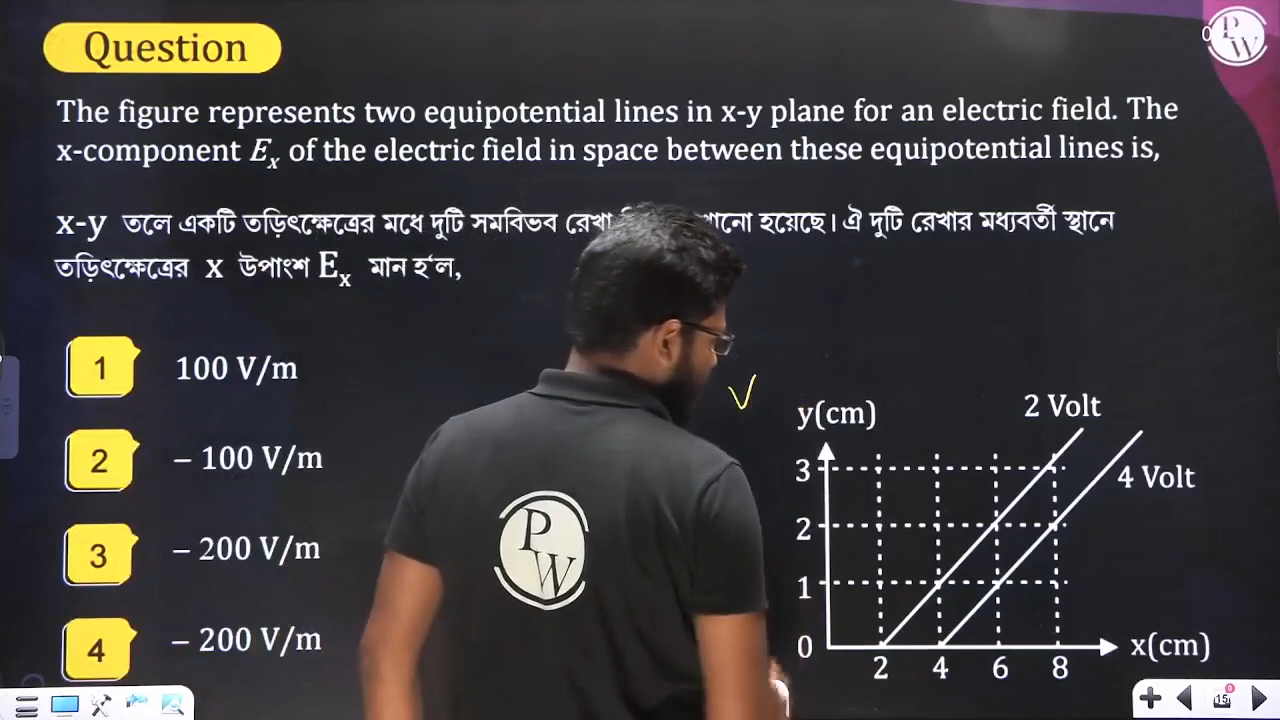 Question
The figure represents two equipotential lines in x-y plane for an electric field. The
x-component Eₓ of the electric field in space between these equipotential lines is,
x-y তলে একটি তড়িৎক্ষেত্রের মধে দুটি সমবিভব রেখা হয়েছে। ঐ দুটি রেখার মধ্যবর্তী স্থানে
তড়িৎক্ষেত্রের x উপাংশ Eₓ মান হ'ল,
1 100 V/m
2 – 100 V/m
3 – 200 V/m
4 – 200 V/m
V
y(cm)
2 Volt
4 Volt
3
2
1
0
2 4 6 8
x(cm)
PW
PW
15